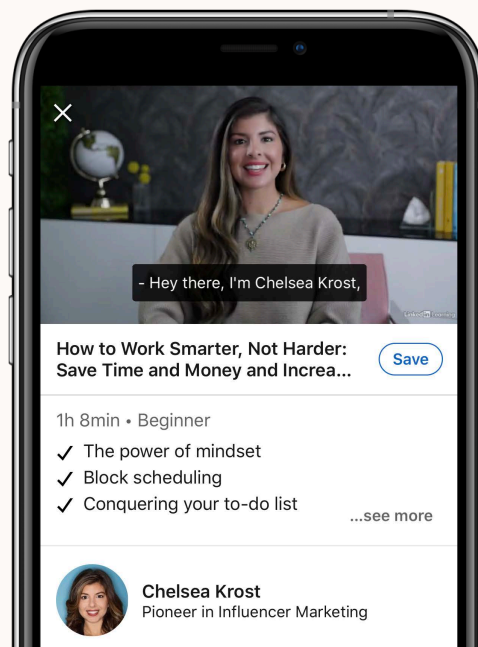 - Hey there, I'm Chelsea Krost,
LinkedIn Learning
How to Work Smarter, Not Harder:
Save Time and Money and Increa...
Save
1h 8min • Beginner
✓ The power of mindset
✓ Block scheduling
✓ Conquering your to-do list
...see more
Chelsea Krost
Pioneer in Influencer Marketing